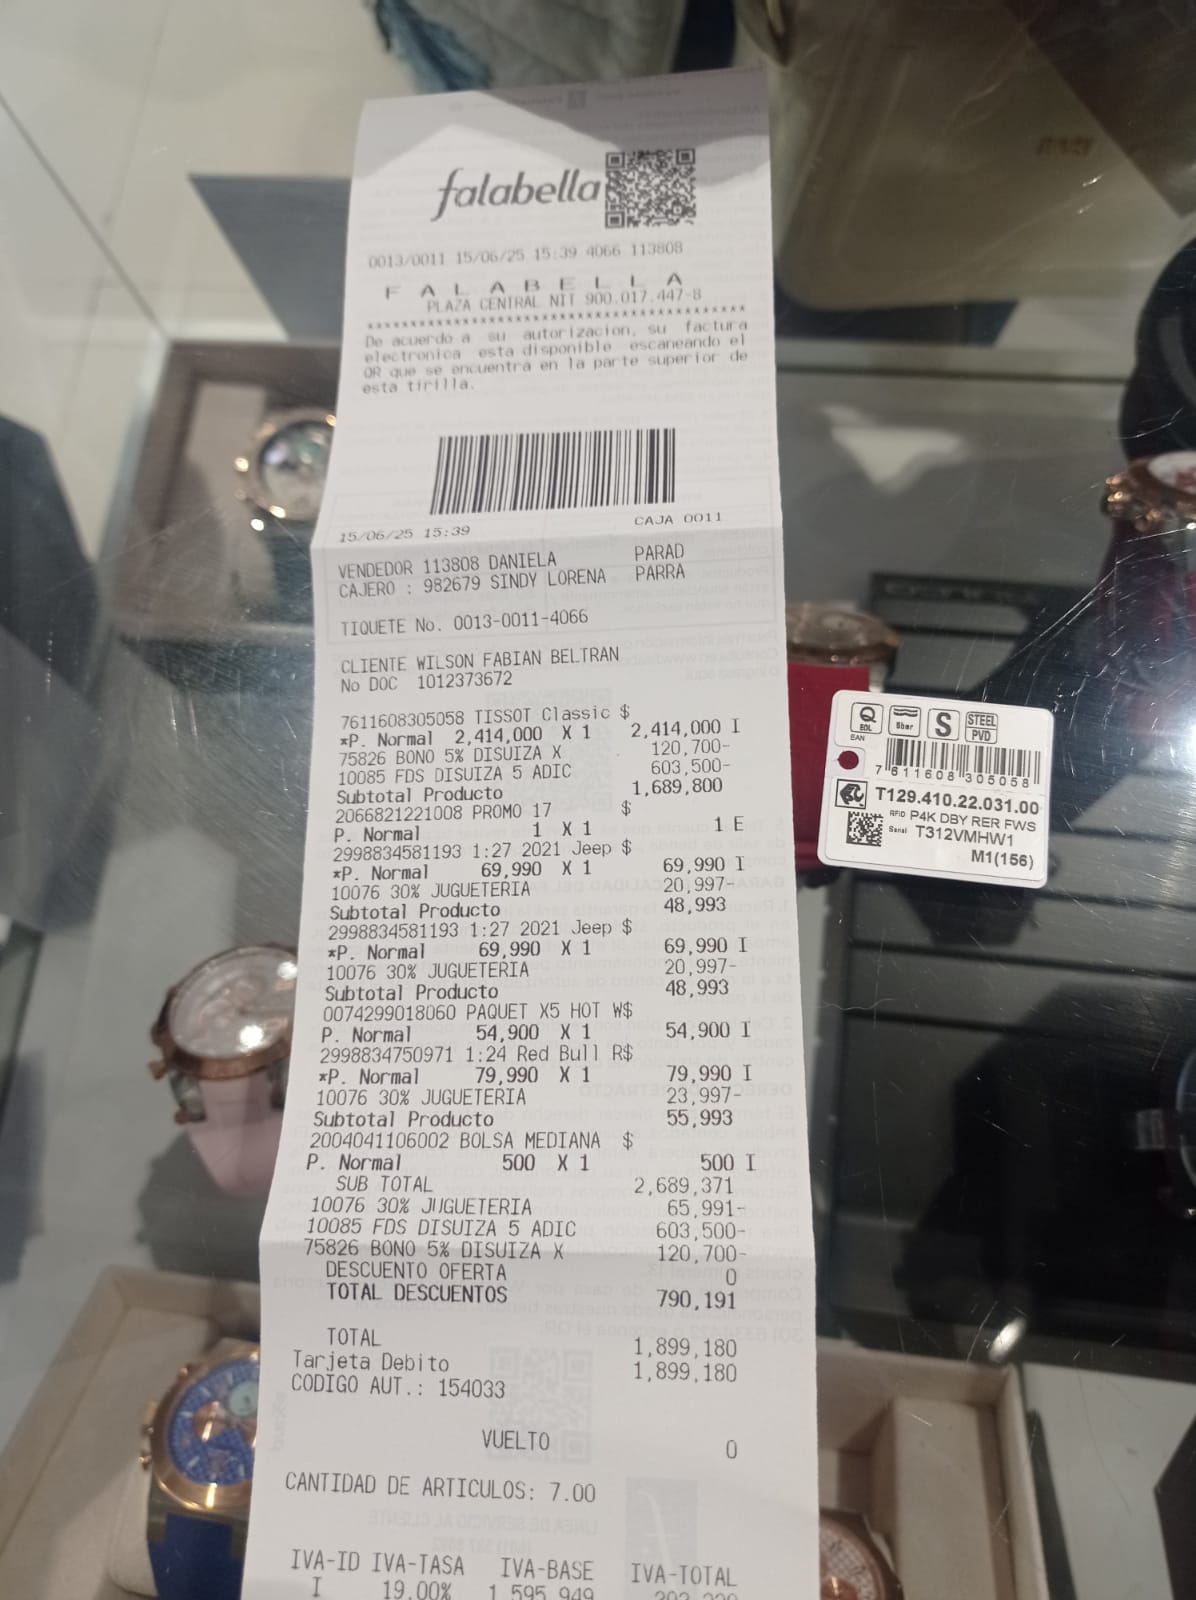 falabella
0013/0011 15/06/25 15:39 4066 113808
F A L A B E L L A
PLAZA CENTRAL NIT 900.017.447-8
****************************************
De acuerdo a su autorizacion, su factura
electronica esta disponible escaneando el
QR que se encuentra en la parte superior de
esta tirilla.
15/06/25 15:39 CAJA 0011
VENDEDOR 113808 DANIELA PARAD
CAJERO : 982679 SINDY LORENA PARRA
TIQUETE No. 0013-0011-4066
CLIENTE WILSON FABIAN BELTRAN
No DOC 1012373672
7611608305058 TISSOT Classic $
*P. Normal 2,414,000 X 1 2,414,000 I
75826 BONO 5% DISUIZA X 120,700-
10085 FDS DISUIZA 5 ADIC 603,500-
Subtotal Producto 1,689,800
2066821221008 PROMO 17 $
P. Normal 1 X 1 1 E
2998834581193 1:27 2021 Jeep $
*P. Normal 69,990 X 1 69,990 I
10076 30% JUGUETERIA 20,997-
Subtotal Producto 48,993
2998834581193 1:27 2021 Jeep $
*P. Normal 69,990 X 1 69,990 I
10076 30% JUGUETERIA 20,997-
Subtotal Producto 48,993
0074299018060 PAQUET X5 HOT W$
P. Normal 54,900 X 1 54,900 I
2998834750971 1:24 Red Bull R$
*P. Normal 79,990 X 1 79,990 I
10076 30% JUGUETERIA 23,997-
Subtotal Producto 55,993
2004041106002 BOLSA MEDIANA $
P. Normal 500 X 1 500 I
SUB TOTAL 2,689,371
10076 30% JUGUETERIA 65,991-
10085 FDS DISUIZA 5 ADIC 603,500-
75826 BONO 5% DISUIZA X 120,700-
DESCUENTO OFERTA 0
TOTAL DESCUENTOS 790,191
TOTAL 1,899,180
Tarjeta Debito 1,899,180
CODIGO AUT.: 154033
VUELTO 0
CANTIDAD DE ARTICULOS: 7.00
IVA-ID IVA-TASA IVA-BASE IVA-TOTAL
I 19.00% 1,595,949
Q EOL 5bar S STEEL PVD
EAN
7 611608 305058
T129.410.22.031.00
RFID P4K DBY RER FWS
Serial T312VMHW1
M1(156)